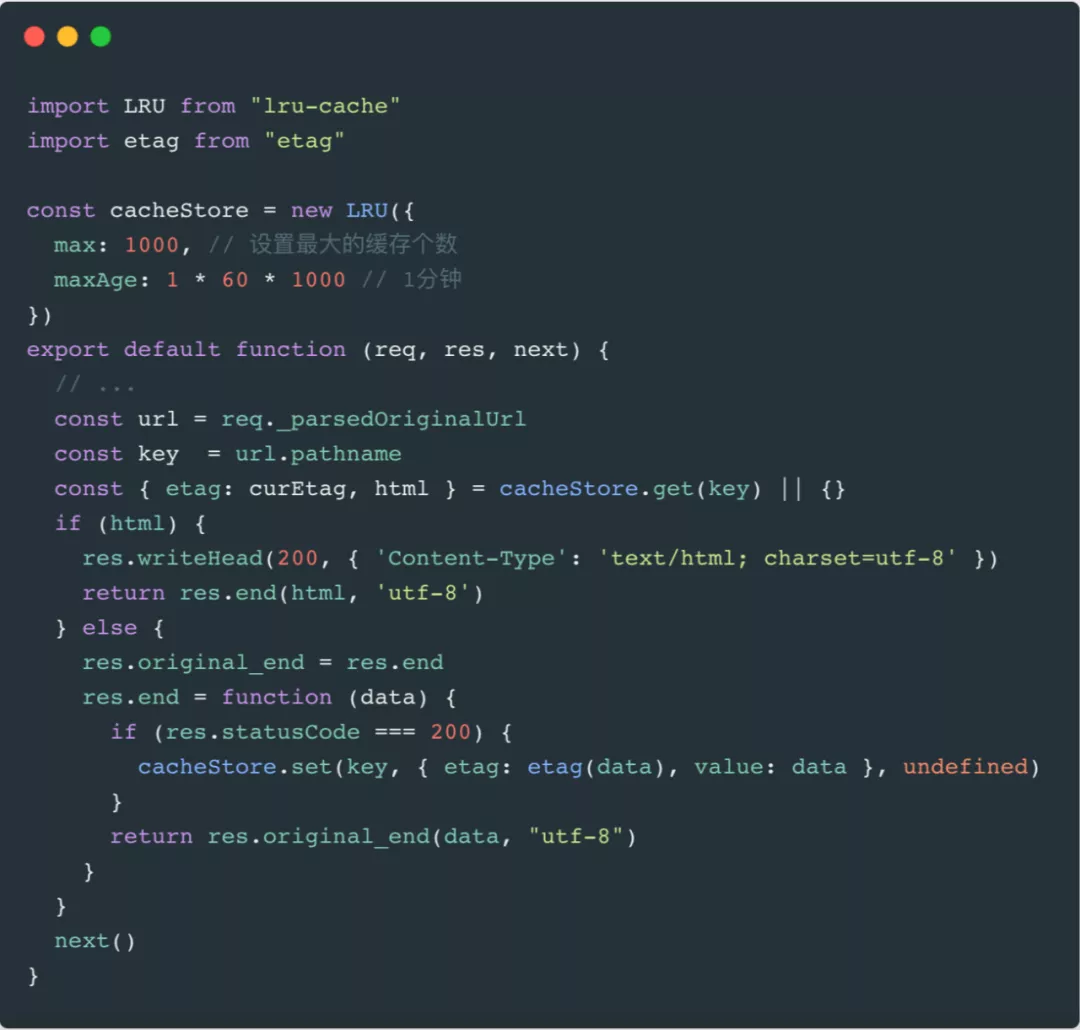 import LRU from "lru-cache"
import etag from "etag"

const cacheStore = new LRU({
  max: 1000, // 设置最大的缓存个数
  maxAge: 1 * 60 * 1000 // 1分钟
})
export default function (req, res, next) {
  // ...
  const url = req._parsedOriginalUrl
  const key  = url.pathname
  const { etag: curEtag, html } = cacheStore.get(key) || {}
  if (html) {
    res.writeHead(200, { 'Content-Type': 'text/html; charset=utf-8' })
    return res.end(html, 'utf-8')
  } else {
    res.original_end = res.end
    res.end = function (data) {
      if (res.statusCode === 200) {
        cacheStore.set(key, { etag: etag(data), value: data }, undefined)
      }
      return res.original_end(data, "utf-8")
    }
  }
  next()
}